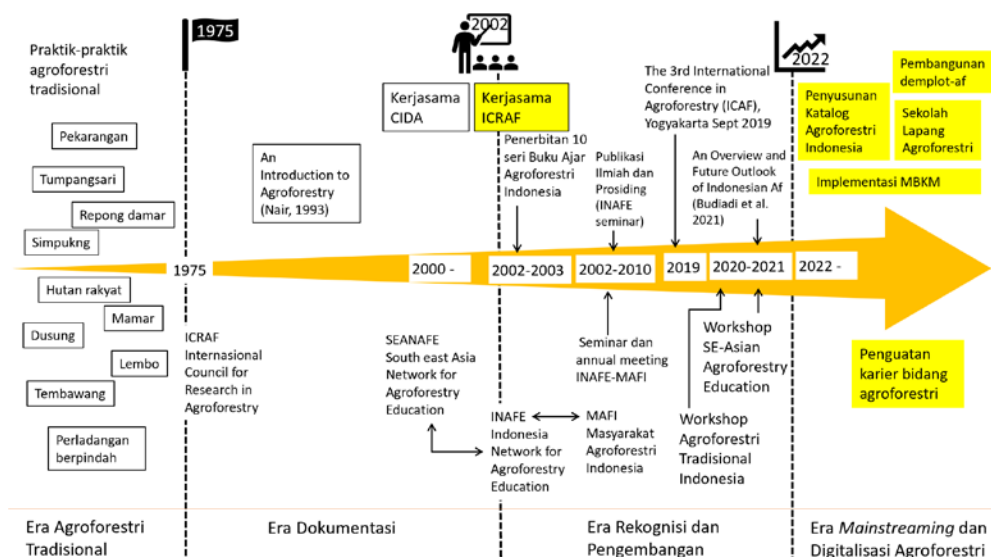 1975
2002
2022
Praktik-praktik
agroforestri
tradisional
Pekarangan
Tumpangsari
Repong damar
Simpukng
Hutan rakyat
Mamar
Dusung
Lembo
Tembawang
Perladangan
berpindah
An
Introduction to
Agroforestry
(Nair, 1993)
Kerjasama
CIDA
Kerjasama
ICRAF
Penerbitan 10
seri Buku Ajar
Agroforestri
Indonesia
Publikasi
Ilmiah dan
Prosiding
(INAFE
seminar)
The 3rd International
Conference in
Agroforestry (ICAF),
Yogyakarta Sept 2019
An Overview and
Future Outlook
of Indonesian Af
(Budiadi et al.
2021)
Penyusunan
Katalog
Agroforestri
Indonesia
Pembangunan
demplot-af
Sekolah
Lapang
Agroforestri
Implementasi MBKM
1975
2000 -
2002-2003
2002-2010
2019
2020-2021
2022 -
ICRAF
Internasional
Council for
Research in
Agroforestry
SEANAFE
South east Asia
Network for
Agroforestry
Education
INAFE
Indonesia
Network for
Agroforestry
Education
Seminar dan
annual meeting
INAFE-MAFI
MAFI
Masyarakat
Agroforestri
Indonesia
Workshop
SE-Asian
Agroforestry
Education
Workshop
Agroforestri
Tradisional
Indonesia
Penguatan
karier bidang
agroforestri
Era Agroforestri
Tradisional
Era Dokumentasi
Era Rekognisi dan
Pengembangan
Era Mainstreaming dan
Digitalisasi Agroforestri